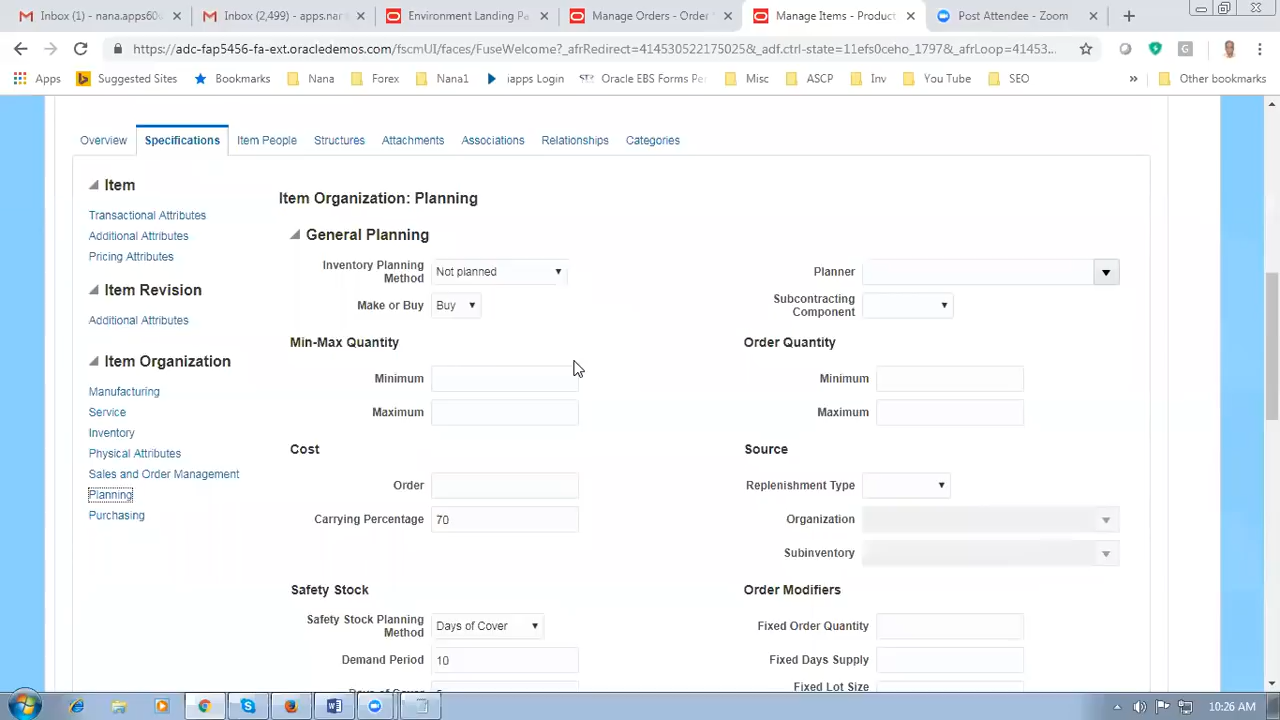 Inbox (2) - nana.apps60
Inbox (2,499) - apps.nar
Environment Landing Pa
Manage Orders - Order
Manage Items - Product
Post Attendee - Zoom
https://adc-fap5456-fa-ext.oracledemos.com/fscmUI/faces/FuseWelcome?_afrRedirect=414530522175025&_adf.ctrl-state=11efs0ceho_1797&_afrLoop=41453...
Apps
Suggested Sites
Bookmarks
Nana
Forex
Nana1
iapps Login
Oracle EBS Forms Pe
Misc
ASCP
Inv
You Tube
SEO
»
Other bookmarks
Overview
Specifications
Item People
Structures
Attachments
Associations
Relationships
Categories
Item
Transactional Attributes
Additional Attributes
Pricing Attributes
Item Revision
Additional Attributes
Item Organization
Manufacturing
Service
Inventory
Physical Attributes
Sales and Order Management
Planning
Purchasing
Item Organization: Planning
General Planning
Inventory Planning
Method
Not planned
Planner
Make or Buy
Buy
Subcontracting
Component
Min-Max Quantity
Order Quantity
Minimum
Minimum
Maximum
Maximum
Cost
Source
Order
Replenishment Type
Carrying Percentage
70
Organization
Subinventory
Safety Stock
Order Modifiers
Safety Stock Planning
Method
Days of Cover
Fixed Order Quantity
Demand Period
10
Fixed Days Supply
Days of Cover
Fixed Lot Size
10:26 AM